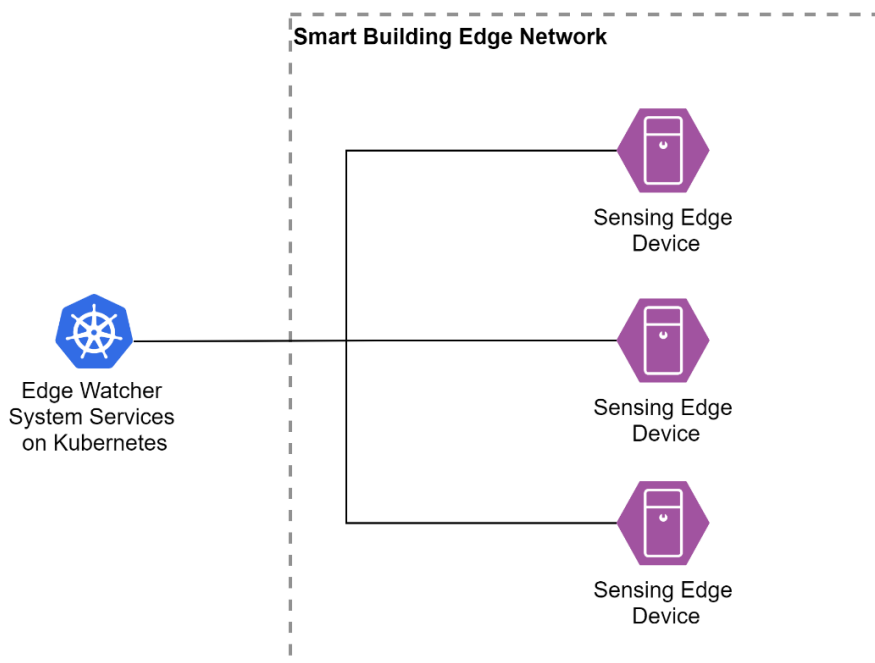 Smart Building Edge Network
Sensing Edge
Device
Edge Watcher
System Services
on Kubernetes
Sensing Edge
Device
Sensing Edge
Device